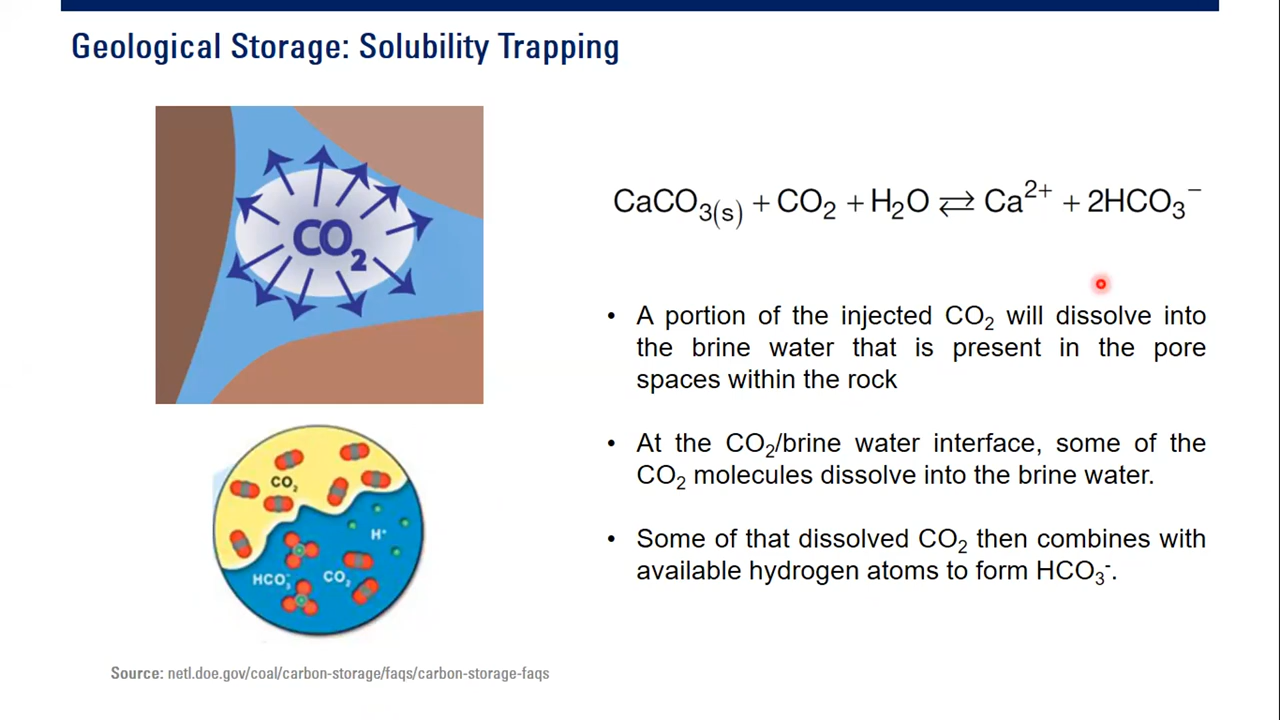 Geological Storage: Solubility Trapping
CO₂
CaCO₃(s) + CO₂ + H₂O ⇄ Ca²⁺ + 2HCO₃⁻
• A portion of the injected CO₂ will dissolve into
the brine water that is present in the pore
spaces within the rock
• At the CO₂/brine water interface, some of the
CO₂ molecules dissolve into the brine water.
• Some of that dissolved CO₂ then combines with
available hydrogen atoms to form HCO₃⁻.
CO₂
H⁺
HCO₃⁻
CO₂
Source: netl.doe.gov/coal/carbon-storage/faqs/carbon-storage-faqs